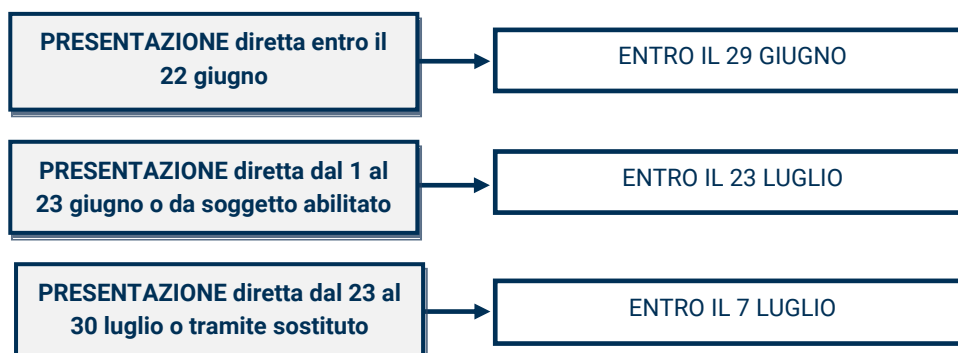 PRESENTAZIONE diretta entro il
22 giugno
ENTRO IL 29 GIUGNO
PRESENTAZIONE diretta dal 1 al
23 giugno o da soggetto abilitato
ENTRO IL 23 LUGLIO
PRESENTAZIONE diretta dal 23 al
30 luglio o tramite sostituto
ENTRO IL 7 LUGLIO